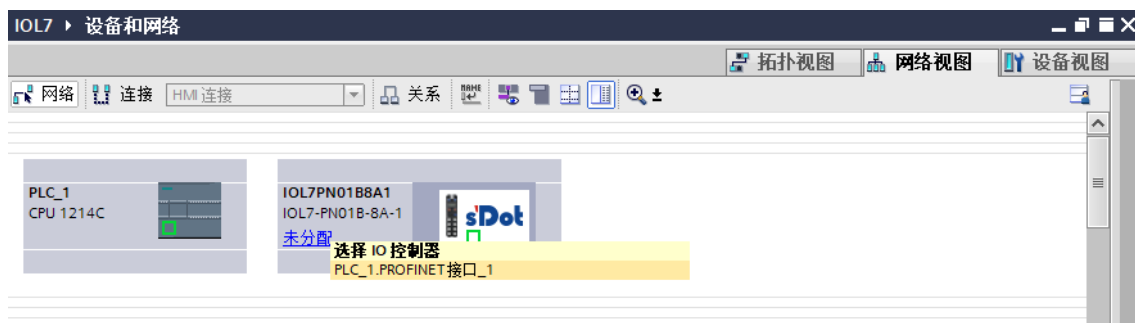 IOL7 ▸ 设备和网络
拓扑视图 网络视图 设备视图
网络 连接 HMI 连接 关系
PLC_1
CPU 1214C
IOL7PN01B8A1
IOL7-PN01B-8A-1
未分配
s'Dot
选择 IO 控制器
PLC_1.PROFINET接口_1